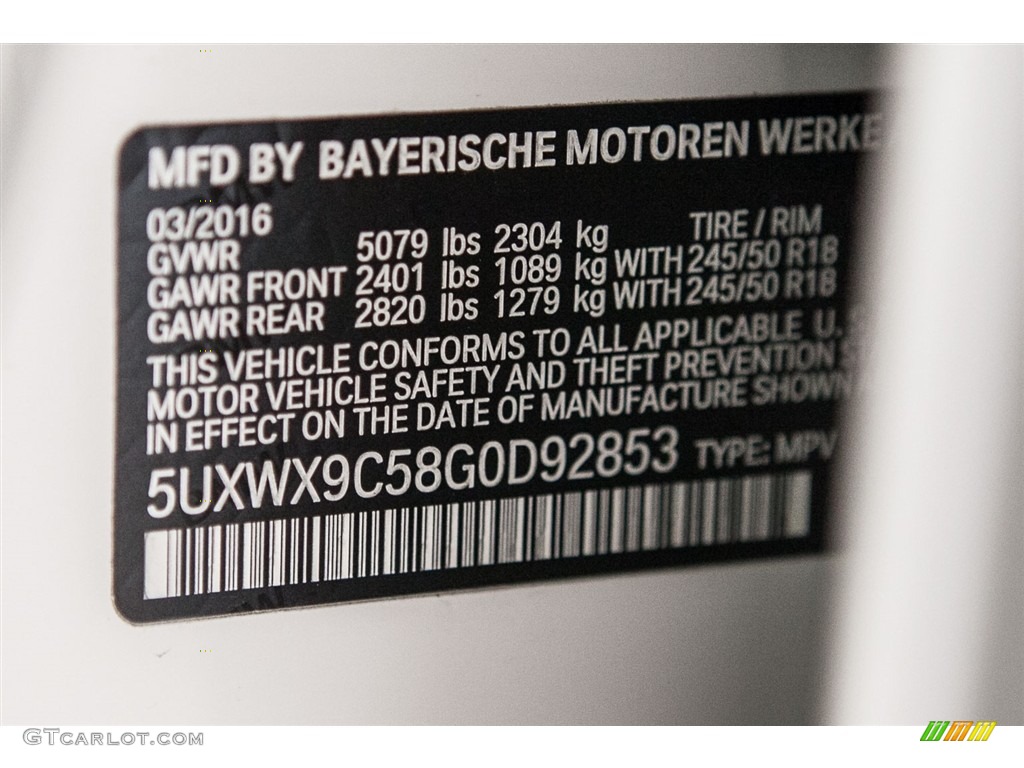 MFD BY BAYERISCHE MOTOREN WERKE
03/2016 TIRE / RIM
GVWR 5079 lbs 2304 kg
GAWR FRONT 2401 lbs 1089 kg WITH 245/50 R18
GAWR REAR 2820 lbs 1279 kg WITH 245/50 R18
THIS VEHICLE CONFORMS TO ALL APPLICABLE U.
MOTOR VEHICLE SAFETY AND THEFT PREVENTION
IN EFFECT ON THE DATE OF MANUFACTURE SHOWN
5UXWX9C58G0D92853 TYPE: MPV
GTCARLOT.COM